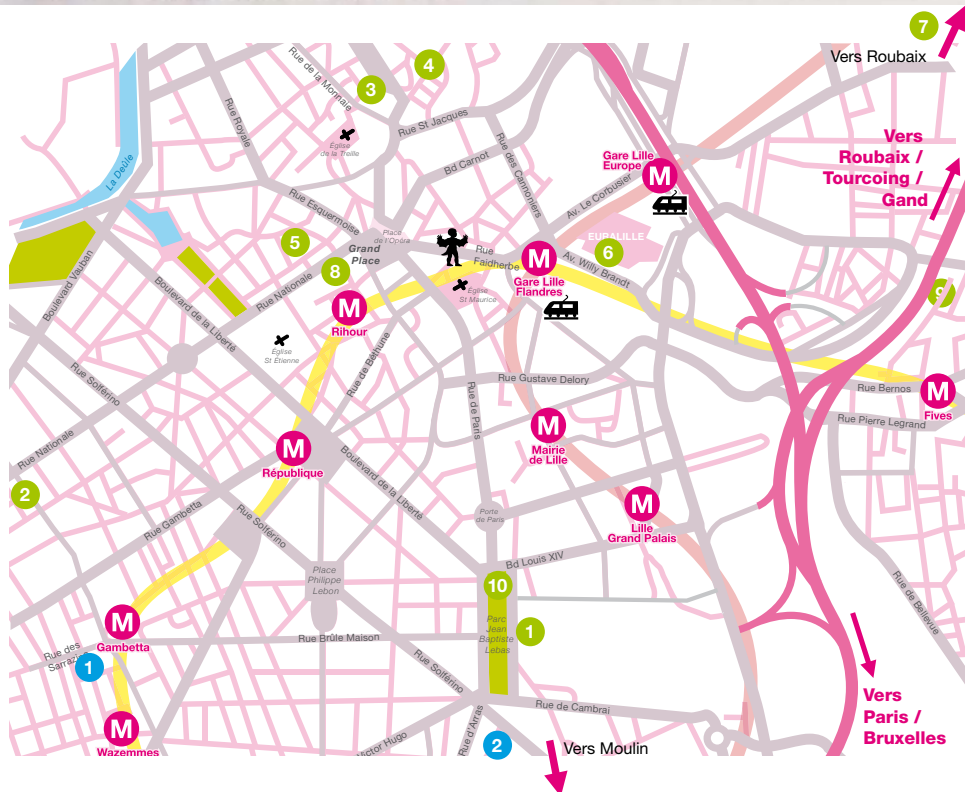 7
Vers Roubaix
4
3
Rue de la Monnaie
Rue Royale
Rue St Jacques
Église
de la Treille
Bd Carnot
Rue des Cannoniers
Gare Lille
Europe
M
Av. Le Corbusier
Vers
Roubaix /
Tourcoing /
Gand
La Deûle
Rue Esquermoise
Place
de l'Opéra
5
Grand
Place
Rue
Faidherbe
M
Gare Lille
Flandres
EURALILLE
6
Av. Willy Brandt
8
Boulevard Vauban
Boulevard de la Liberté
Rue Nationale
M
Rihour
Église
St Maurice
9
Église
St Étienne
Rue de Béthune
Rue Solférino
Rue Gustave Delory
Rue de Paris
Rue Bernos
M
Fives
Rue Pierre Legrand
M
Mairie
de Lille
Rue Nationale
M
République
Boulevard de la Liberté
2
Rue Gambetta
Rue Solférino
Porte
de Paris
M
Lille
Grand Palais
Bd Louis XIV
Place
Philippe
Lebon
10
Rue de Bellevue
M
Gambetta
Rue Brûle Maison
Parc
Jean
Baptiste
Lebas
1
Rue des
Sarrazins
1
Rue Solférino
M
Wazemmes
Rue de Cambrai
Rue d'Arras
Victor Hugo
2
Vers Moulin
Vers
Paris /
Bruxelles